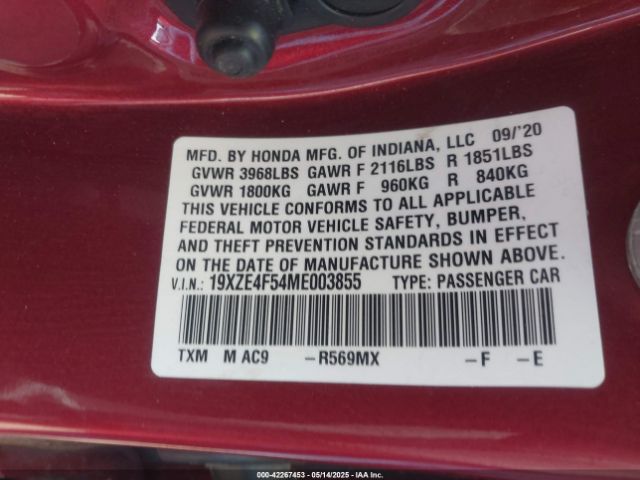 MFD. BY HONDA MFG. OF INDIANA, LLC 09/'20
GVWR 3968LBS GAWR F 2116LBS R 1851LBS
GVWR 1800KG GAWR F 960KG R 840KG
THIS VEHICLE CONFORMS TO ALL APPLICABLE
FEDERAL MOTOR VEHICLE SAFETY, BUMPER,
AND THEFT PREVENTION STANDARDS IN EFFECT
ON THE DATE OF MANUFACTURE SHOWN ABOVE.
V.I.N.: 19XZE4F54ME003855 TYPE: PASSENGER CAR
TXM M AC9 –R569MX –F –E
000-42267453 - 05/14/2025 - IAA Inc.